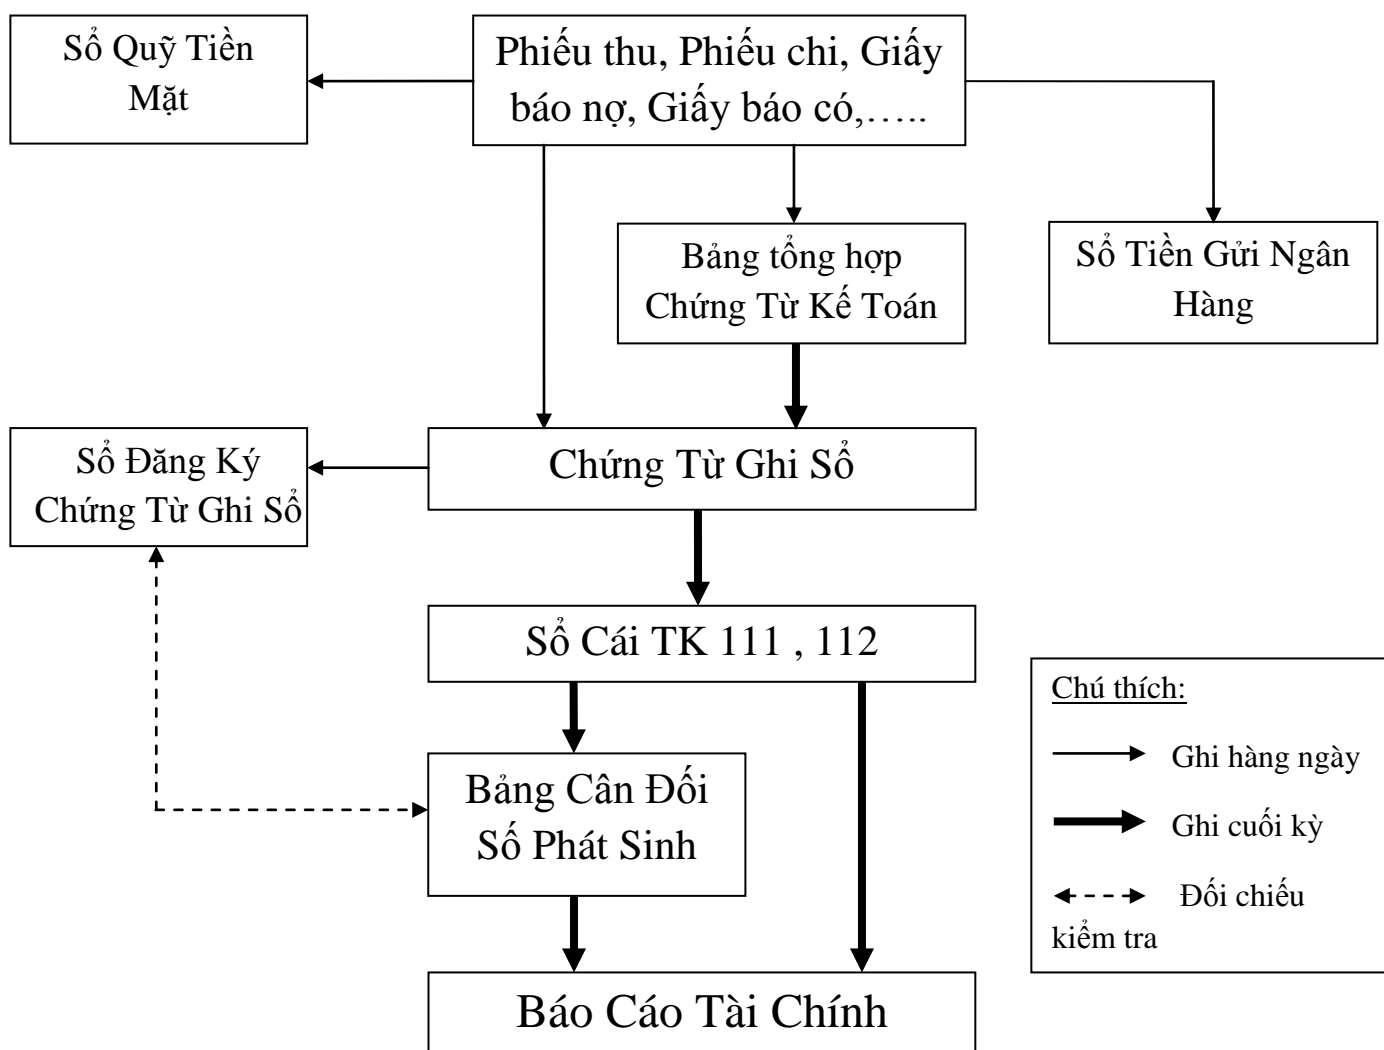 Sổ Quỹ Tiền
Mặt
Phiếu thu, Phiếu chi, Giấy
báo nợ, Giấy báo có,…..
Bảng tổng hợp
Chứng Từ Kế Toán
Sổ Tiền Gửi Ngân
Hàng
Sổ Đăng Ký
Chứng Từ Ghi Sổ
Chứng Từ Ghi Sổ
Sổ Cái TK 111 , 112
Bảng Cân Đối
Số Phát Sinh
Báo Cáo Tài Chính
Chú thích:
Ghi hàng ngày
Ghi cuối kỳ
Đối chiếu
kiểm tra